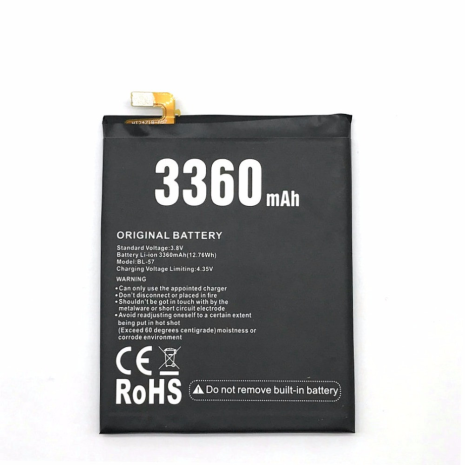 3360 mAh
ORIGINAL BATTERY
Standard Voltage:3.8V
Battery Li-ion 3360mAh(12.76Wh)
Model:BL-57
Charging Voltage Limiting:4.35V
WARNING
• Can only use the appointed charger
• Don't disconnect or placed in fire
• Shouldn't be got in touch with by the
metalware or short circuit electrode
• Avoid readjusting oneself to a certain extent
being put in hot shot
(Exceed 60 degrees centigrade)moistness or
corrode environment
CE
RoHS
Do not remove built-in battery